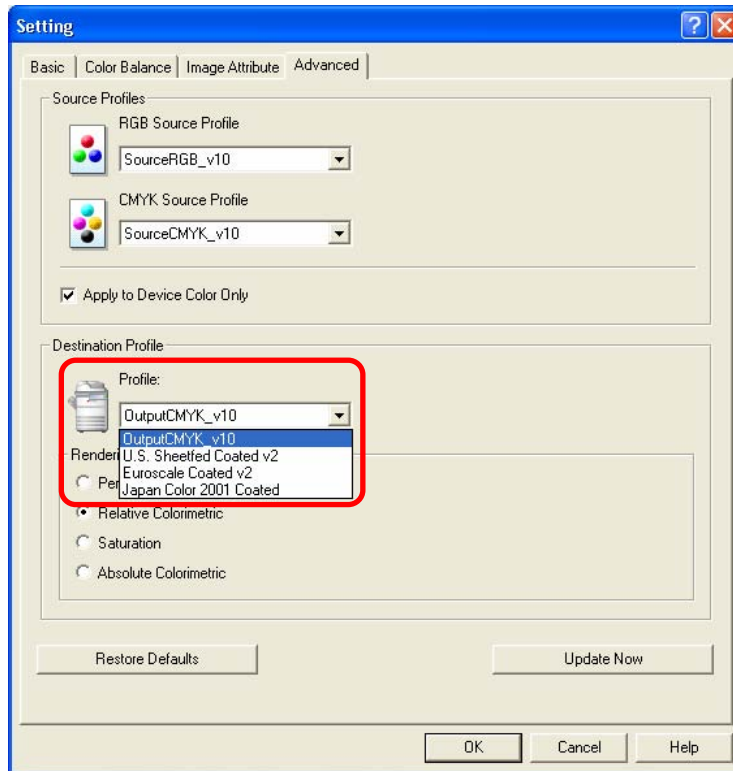 Setting
Basic Color Balance Image Attribute Advanced
Source Profiles
RGB Source Profile
SourceRGB_v10
CMYK Source Profile
SourceCMYK_v10
Apply to Device Color Only
Destination Profile
Profile:
OutputCMYK_v10
OutputCMYK_v10
U.S. Sheetfed Coated v2
Euroscale Coated v2
Japan Color 2001 Coated
Relative Colorimetric
Saturation
Absolute Colorimetric
Restore Defaults Update Now
OK Cancel Help